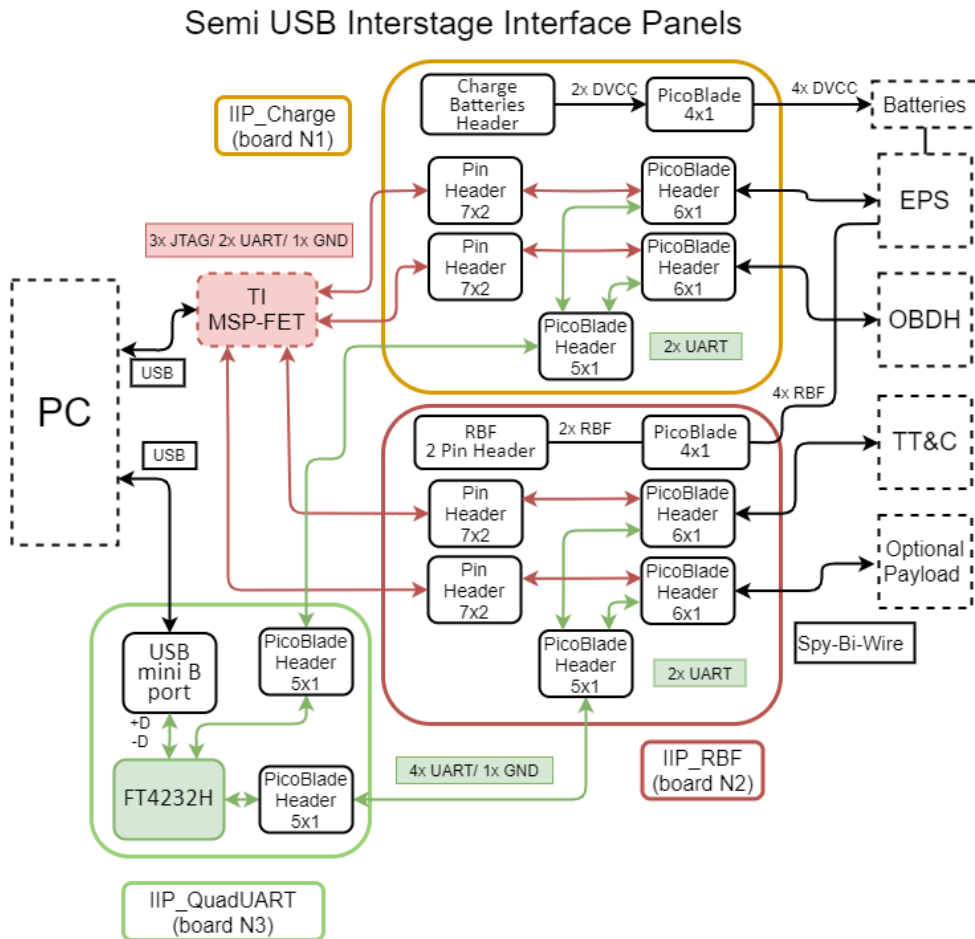 Semi USB Interstage Interface Panels
IIP_Charge
(board N1)
Charge
Batteries
Header
2x DVCC
PicoBlade
4x1
4x DVCC
Batteries
Pin
Header
7x2
PicoBlade
Header
6x1
EPS
3x JTAG/ 2x UART/ 1x GND
Pin
Header
7x2
PicoBlade
Header
6x1
TI
MSP-FET
OBDH
PicoBlade
Header
5x1
2x UART
USB
PC
4x RBF
RBF
2 Pin Header
2x RBF
PicoBlade
4x1
TT&C
USB
Pin
Header
7x2
PicoBlade
Header
6x1
Pin
Header
7x2
PicoBlade
Header
6x1
Optional
Payload
USB
mini B
port
PicoBlade
Header
5x1
PicoBlade
Header
5x1
2x UART
Spy-Bi-Wire
+D
-D
FT4232H
PicoBlade
Header
5x1
4x UART/ 1x GND
IIP_RBF
(board N2)
IIP_QuadUART
(board N3)